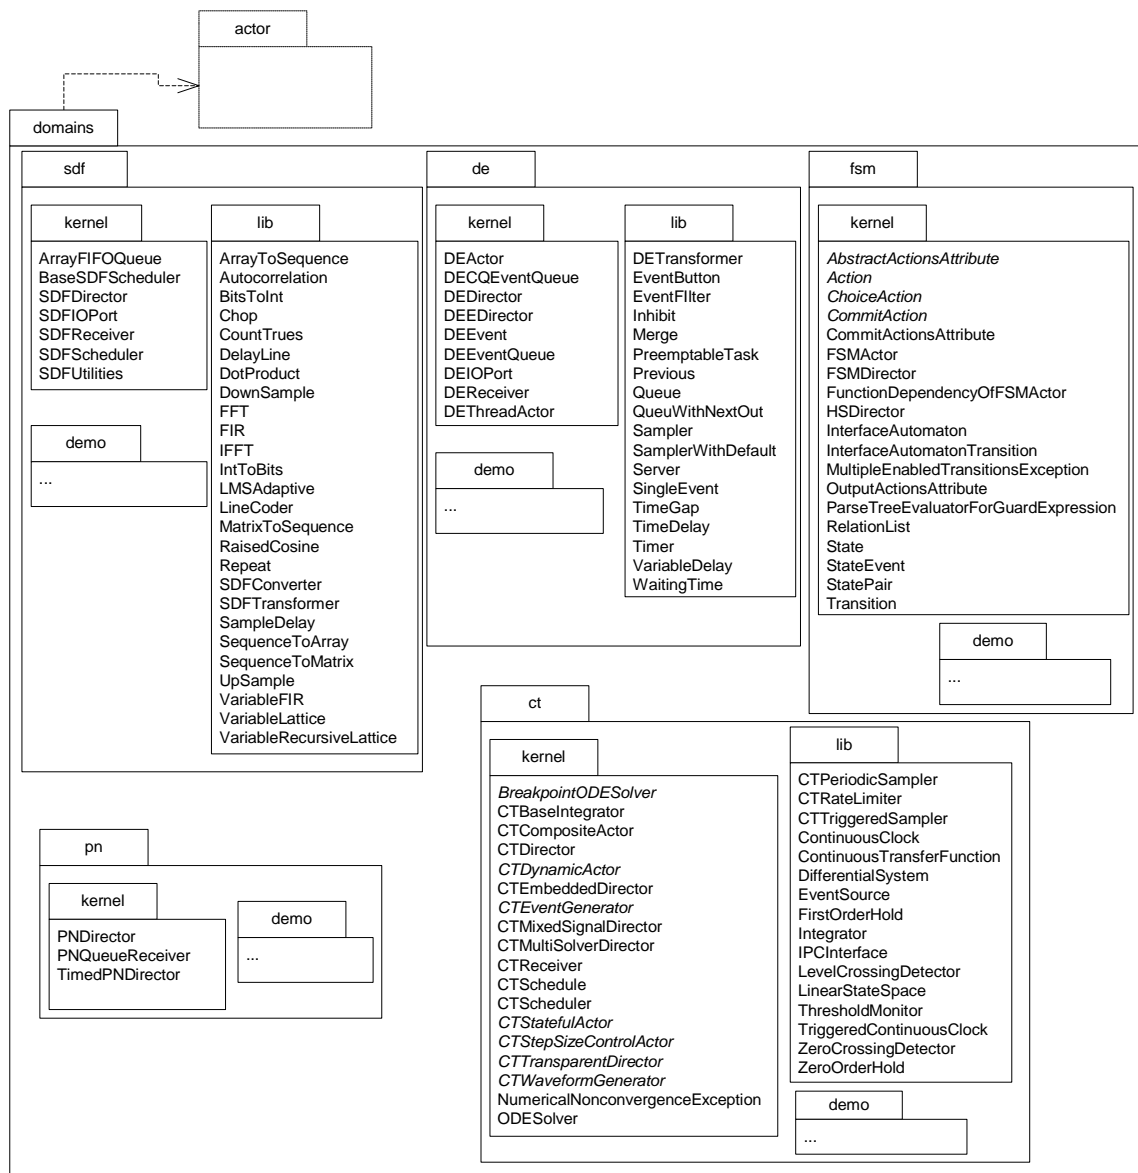 actor
domains
sdf
kernel
ArrayFIFOQueue
BaseSDFScheduler
SDFDirector
SDFIOPort
SDFReceiver
SDFScheduler
SDFUtilities
demo
...
lib
ArrayToSequence
Autocorrelation
BitsToInt
Chop
CountTrues
DelayLine
DotProduct
DownSample
FFT
FIR
IFFT
IntToBits
LMSAdaptive
LineCoder
MatrixToSequence
RaisedCosine
Repeat
SDFConverter
SDFTransformer
SampleDelay
SequenceToArray
SequenceToMatrix
UpSample
VariableFIR
VariableLattice
VariableRecursiveLattice
de
kernel
DEActor
DECQEventQueue
DEDirector
DEEDirector
DEEvent
DEEventQueue
DEIOPort
DEReceiver
DEThreadActor
demo
...
lib
DETransformer
EventButton
EventFIlter
Inhibit
Merge
PreemptableTask
Previous
Queue
QueuWithNextOut
Sampler
SamplerWithDefault
Server
SingleEvent
TimeGap
TimeDelay
Timer
VariableDelay
WaitingTime
fsm
kernel
AbstractActionsAttribute
Action
ChoiceAction
CommitAction
CommitActionsAttribute
FSMActor
FSMDirector
FunctionDependencyOfFSMActor
HSDirector
InterfaceAutomaton
InterfaceAutomatonTransition
MultipleEnabledTransitionsException
OutputActionsAttribute
ParseTreeEvaluatorForGuardExpression
RelationList
State
StateEvent
StatePair
Transition
demo
...
pn
kernel
PNDirector
PNQueueReceiver
TimedPNDirector
demo
...
ct
kernel
BreakpointODESolver
CTBaseIntegrator
CTCompositeActor
CTDirector
CTDynamicActor
CTEmbeddedDirector
CTEventGenerator
CTMixedSignalDirector
CTMultiSolverDirector
CTReceiver
CTSchedule
CTScheduler
CTStatefulActor
CTStepSizeControlActor
CTTransparentDirector
CTWaveformGenerator
NumericalNonconvergenceException
ODESolver
lib
CTPeriodicSampler
CTRateLimiter
CTTriggeredSampler
ContinuousClock
ContinuousTransferFunction
DifferentialSystem
EventSource
FirstOrderHold
Integrator
IPCInterface
LevelCrossingDetector
LinearStateSpace
ThresholdMonitor
TriggeredContinuousClock
ZeroCrossingDetector
ZeroOrderHold
demo
...